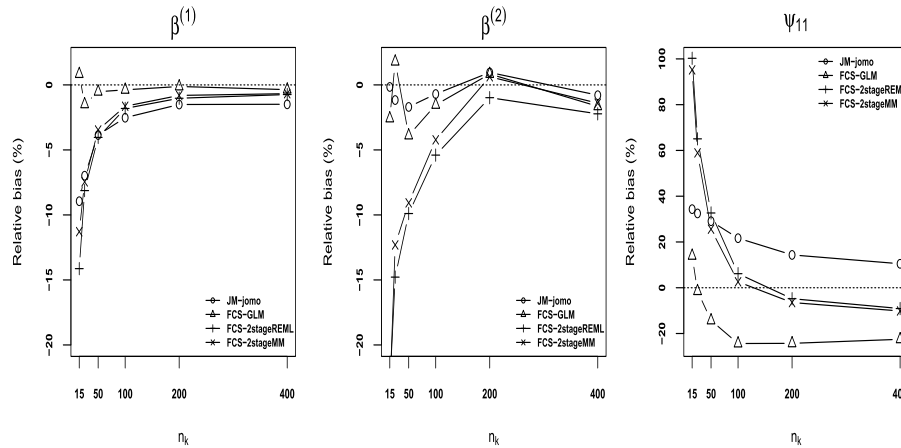 β(1)
Relative bias (%)
0
−5
−10
−15
−20
JM−jomo
FCS−GLM
FCS−2stageREML
FCS−2stageMM
15 50 100 200 400
nk
β(2)
Relative bias (%)
0
−5
−10
−15
−20
JM−jomo
FCS−GLM
FCS−2stageREML
FCS−2stageMM
15 50 100 200 400
nk
ψ11
Relative bias (%)
100
80
60
40
20
0
−20
JM−jomo
FCS−GLM
FCS−2stageREML
FCS−2stageMM
15 50 100 200 40
nk